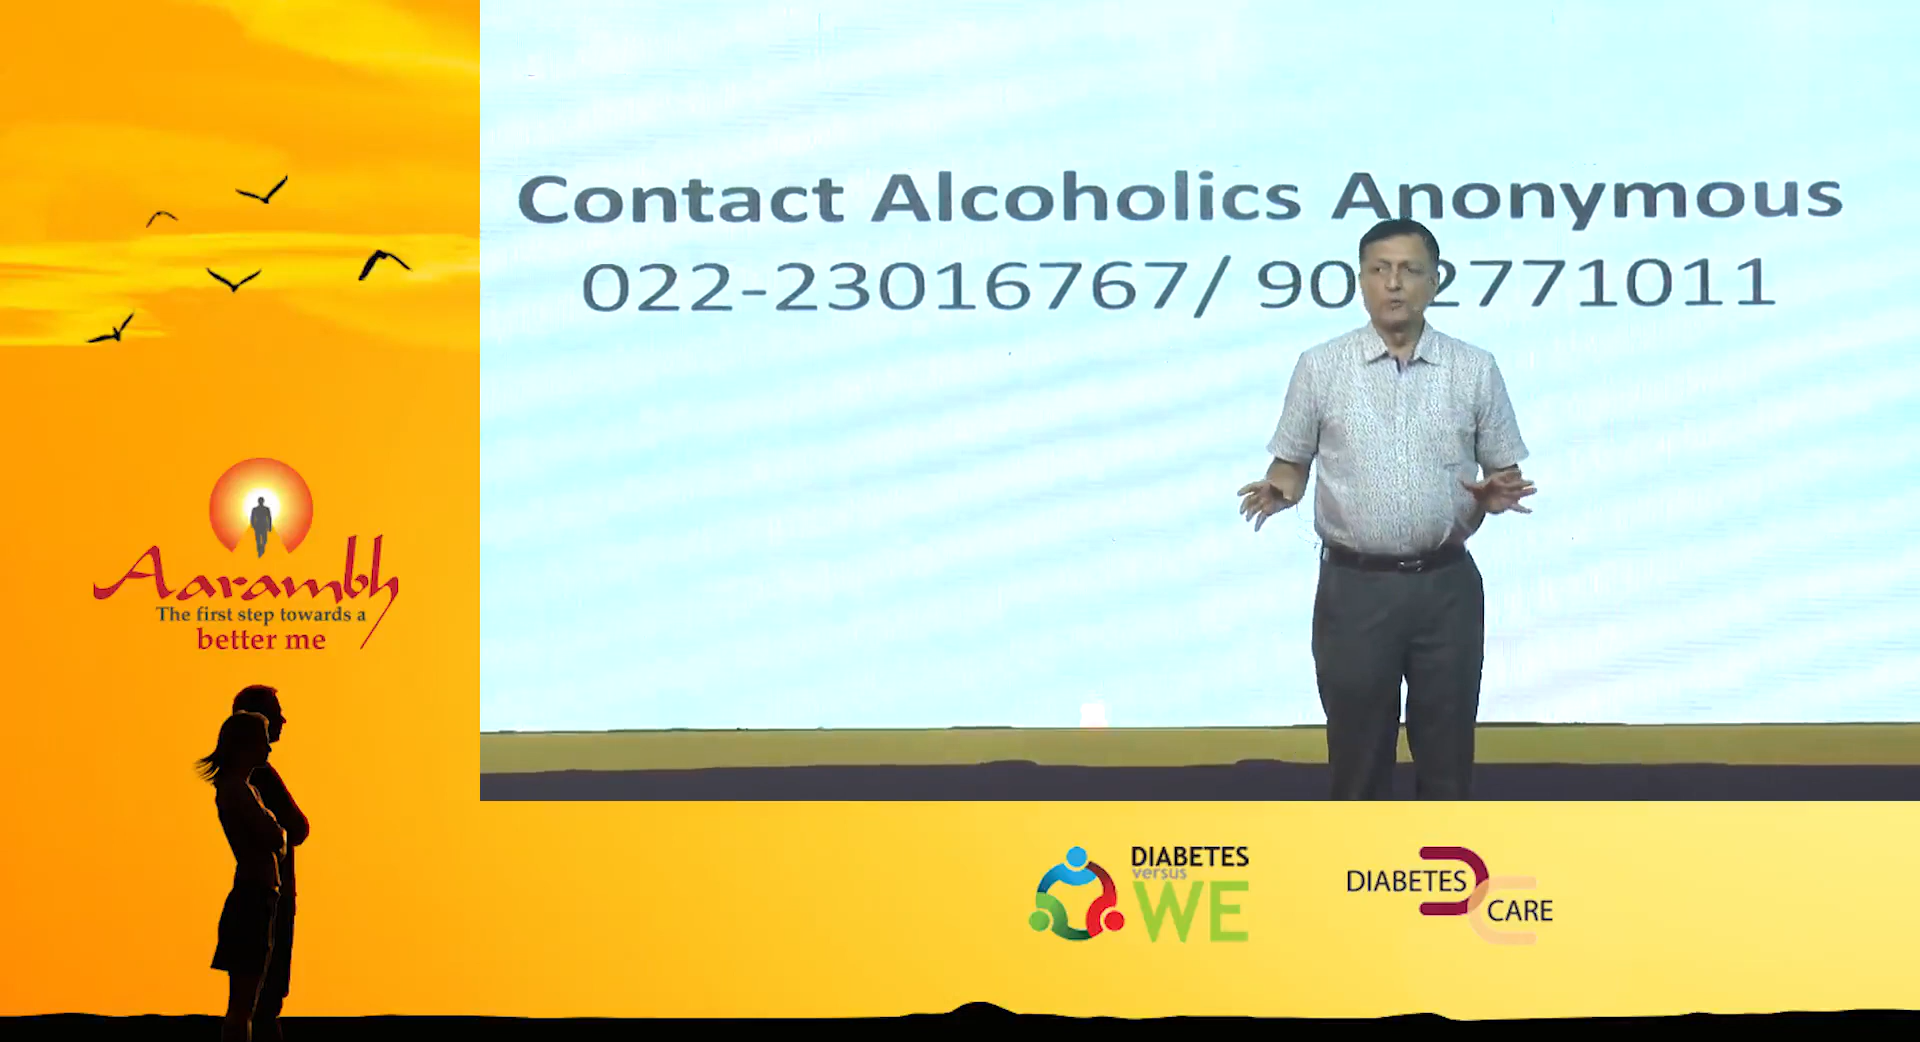 Contact Alcoholics Anonymous
022-23016767/ 90 2771011
Aarambh
The first step towards a
better me
DIABETES
versus
WE
DIABETES
CARE